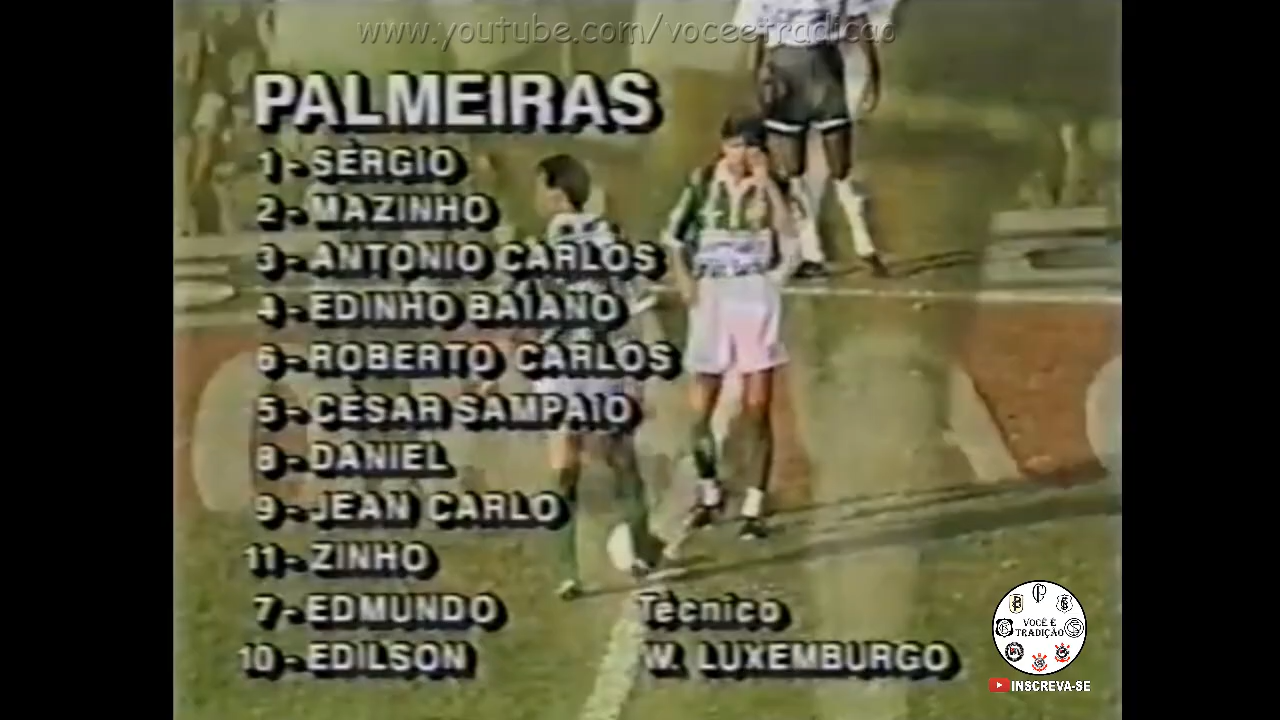 www.youtube.com/voceetradicao
PALMEIRAS
1-SÉRGIO
2-MAZINHO
3-ANTONIO CARLOS
4-EDINHO BAIANO
6-ROBERTO CARLOS
5-CÉSAR SAMPAIO
8-DANIEL
9-JEAN CARLO
11-ZINHO
7-EDMUNDO
10-EDILSON
Técnico
W. LUXEMBURGO
VOCÊ E
TRADIÇÃO
INSCREVA-SE